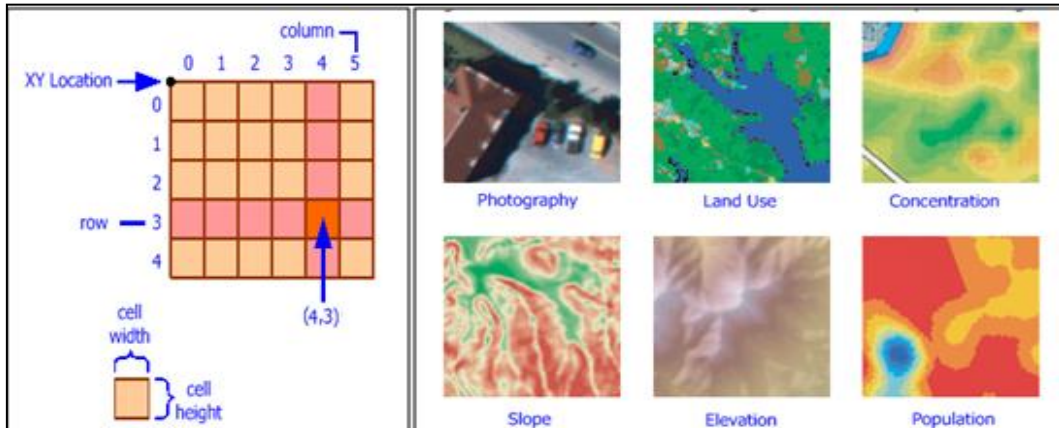 column
0 1 2 3 4 5
XY Location
0
1
2
row 3
4
(4,3)
cell
width
cell
height
Photography
Land Use
Concentration
Slope
Elevation
Population